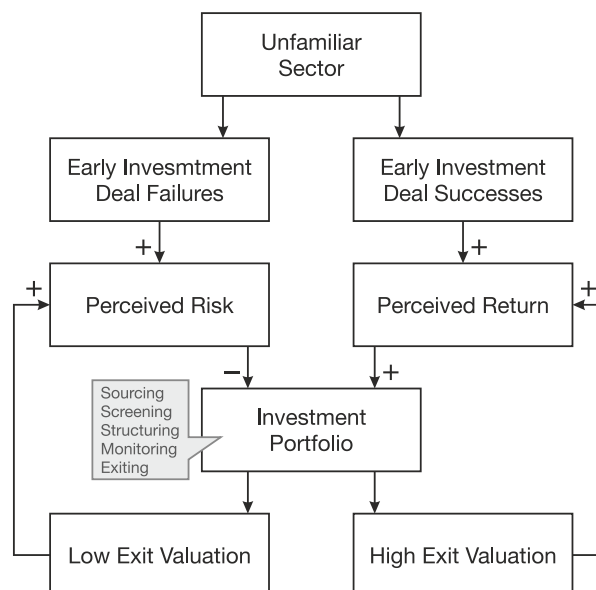 Unfamiliar
Sector
Early Invesmtment
Deal Failures
Early Investment
Deal Successes
+
+
+
+
Perceived Risk
Perceived Return
−
+
Sourcing
Screening
Structuring
Monitoring
Exiting
Investment
Portfolio
Low Exit Valuation
High Exit Valuation